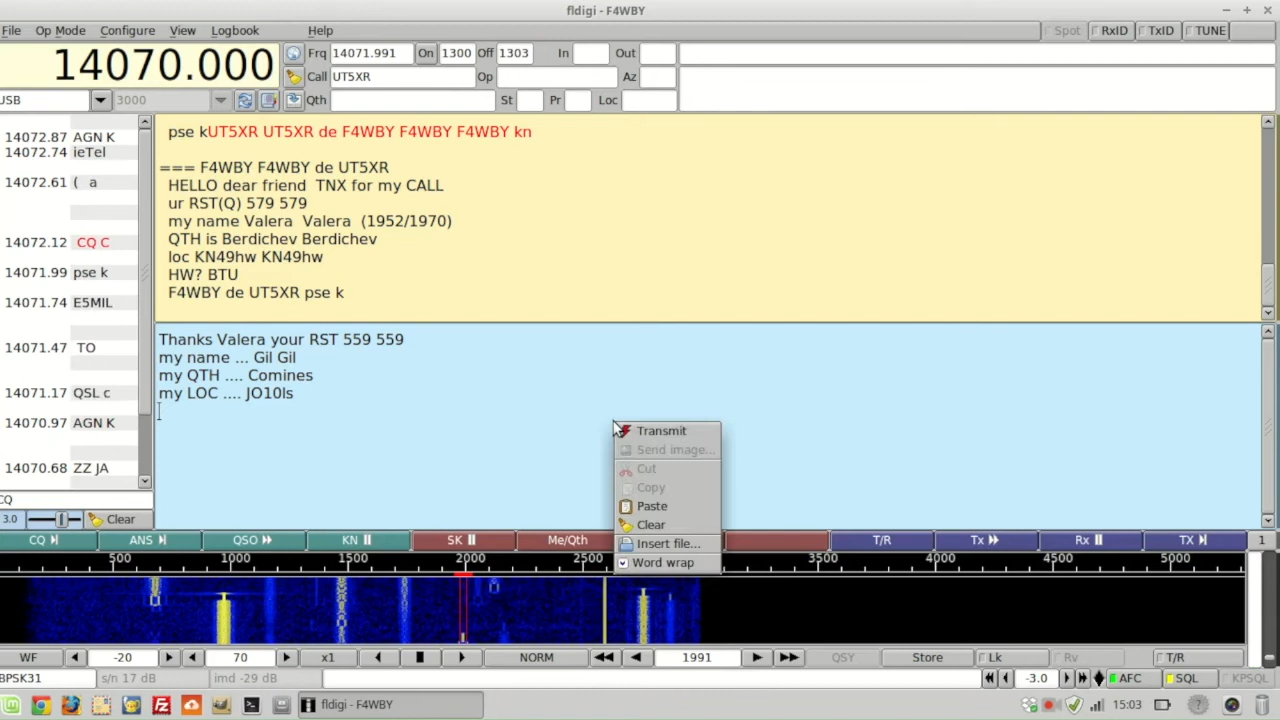 fldigi - F4WBY
File Op Mode Configure View Logbook Help Spot RxID TxID TUNE
14070.000
Frq 14071.991 On 1300 Off 1303 In Out
Call UT5XR Op Az
USB 3000 Qth St Pr Loc
14072.87 AGN K
14072.74 ieTel
14072.61 ( a
14072.12 CQ C
14071.99 pse k
14071.74 E5MIL
14071.47 TO
14071.17 QSL c
14070.97 AGN K
14070.68 ZZ JA
CQ
3.0 Clear
pse kUT5XR UT5XR de F4WBY F4WBY F4WBY kn
=== F4WBY F4WBY de UT5XR
HELLO dear friend TNX for my CALL
ur RST(Q) 579 579
my name Valera Valera (1952/1970)
QTH is Berdichev Berdichev
loc KN49hw KN49hw
HW? BTU
F4WBY de UT5XR pse k
Thanks Valera your RST 559 559
my name ... Gil Gil
my QTH .... Comines
my LOC .... JO10ls
Transmit
Send image...
Cut
Copy
Paste
Clear
Insert file...
Word wrap
CQ ANS QSO KN SK Me/Qth T/R Tx Rx TX 1
500 1000 1500 2000 2500 3500 4000 4500 5000
WF -20 70 x1 NORM 1991 QSY Store Lk Rv T/R
BPSK31 s/n 17 dB imd -29 dB -3.0 AFC SQL KPSQL
fldigi - F4WBY 15:03